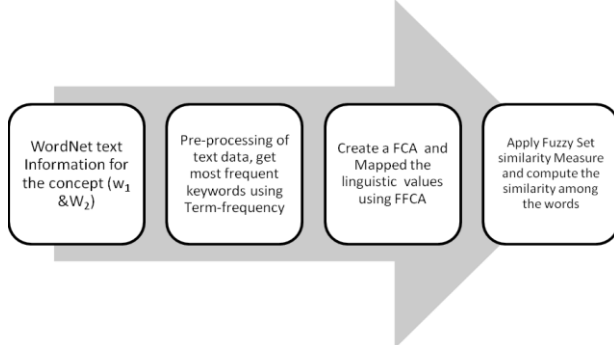 WordNet text
Information for
the concept (w₁
&W₂)
Pre-processing of
text data, get
most frequent
keywords using
Term-frequency
Create a FCA and
Mapped the
linguistic values
using FFCA
Apply Fuzzy Set
similarity Measure
and compute the
similarity among
the words